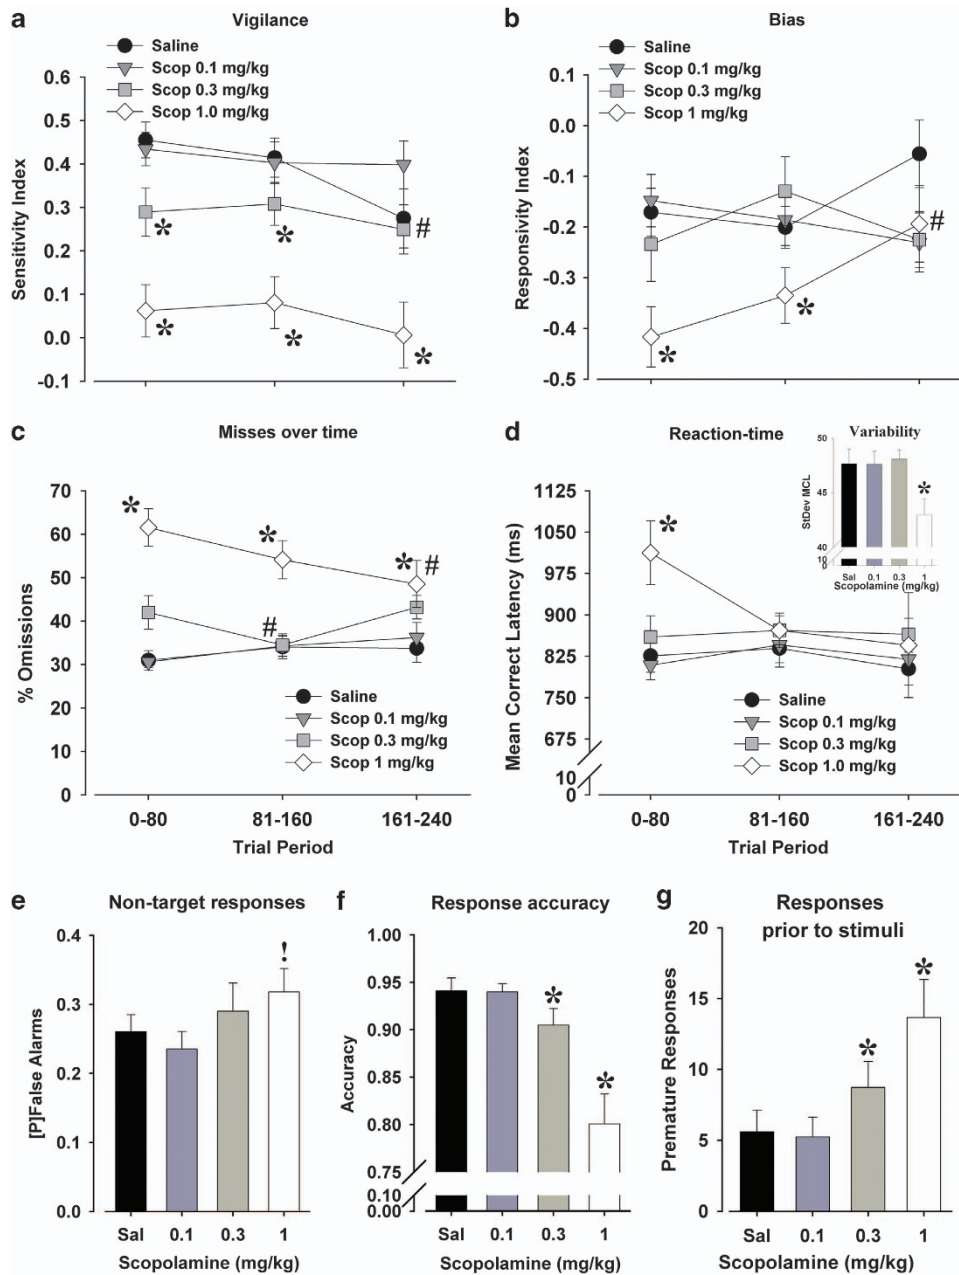 a
Vigilance
Saline
Scop 0.1 mg/kg
Scop 0.3 mg/kg
Scop 1.0 mg/kg
Sensitivity Index
0.6
0.5
0.4
0.3
0.2
0.1
0.0
-0.1
*
*
#
*
*
*
b
Bias
Saline
Scop 0.1 mg/kg
Scop 0.3 mg/kg
Scop 1 mg/kg
Responsivity Index
0.1
0.0
-0.1
-0.2
-0.3
-0.4
-0.5
#
*
*
c
Misses over time
% Omissions
70
60
50
40
30
20
10
0
*
*
*
#
#
Saline
Scop 0.1 mg/kg
Scop 0.3 mg/kg
Scop 1 mg/kg
0-80
81-160
161-240
Trial Period
d
Reaction-time
Mean Correct Latency (ms)
1125
1050
975
900
825
750
675
10
0
*
Variability
StDev MCL
50
45
40
10
0
*
Sal
0.1
0.3
1
Scopolamine (mg/kg)
Saline
Scop 0.1 mg/kg
Scop 0.3 mg/kg
Scop 1.0 mg/kg
0-80
81-160
161-240
Trial Period
e
Non-target responses
[P]False Alarms
0.4
0.3
0.2
0.1
0.0
!
Sal
0.1
0.3
1
Scopolamine (mg/kg)
f
Response accuracy
Accuracy
1.00
0.95
0.90
0.85
0.80
0.75
0.10
0.00
*
*
Sal
0.1
0.3
1
Scopolamine (mg/kg)
g
Responses
prior to stimuli
Premature Responses
20
15
10
5
0
*
*
Sal
0.1
0.3
1
Scopolamine (mg/kg)